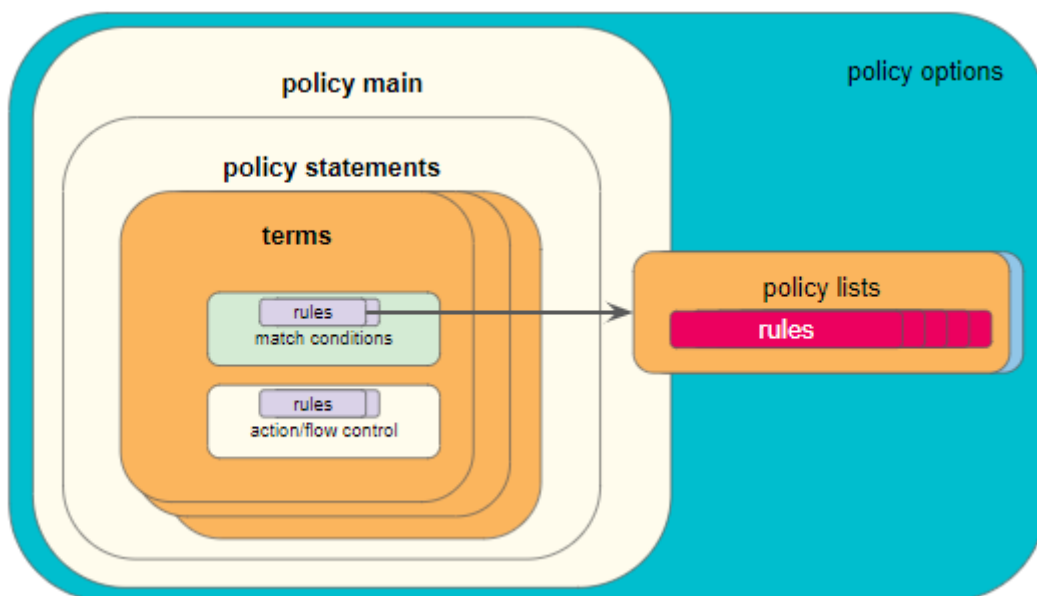 policy options
policy main
policy statements
terms
rules
match conditions
rules
action/flow control
policy lists
rules